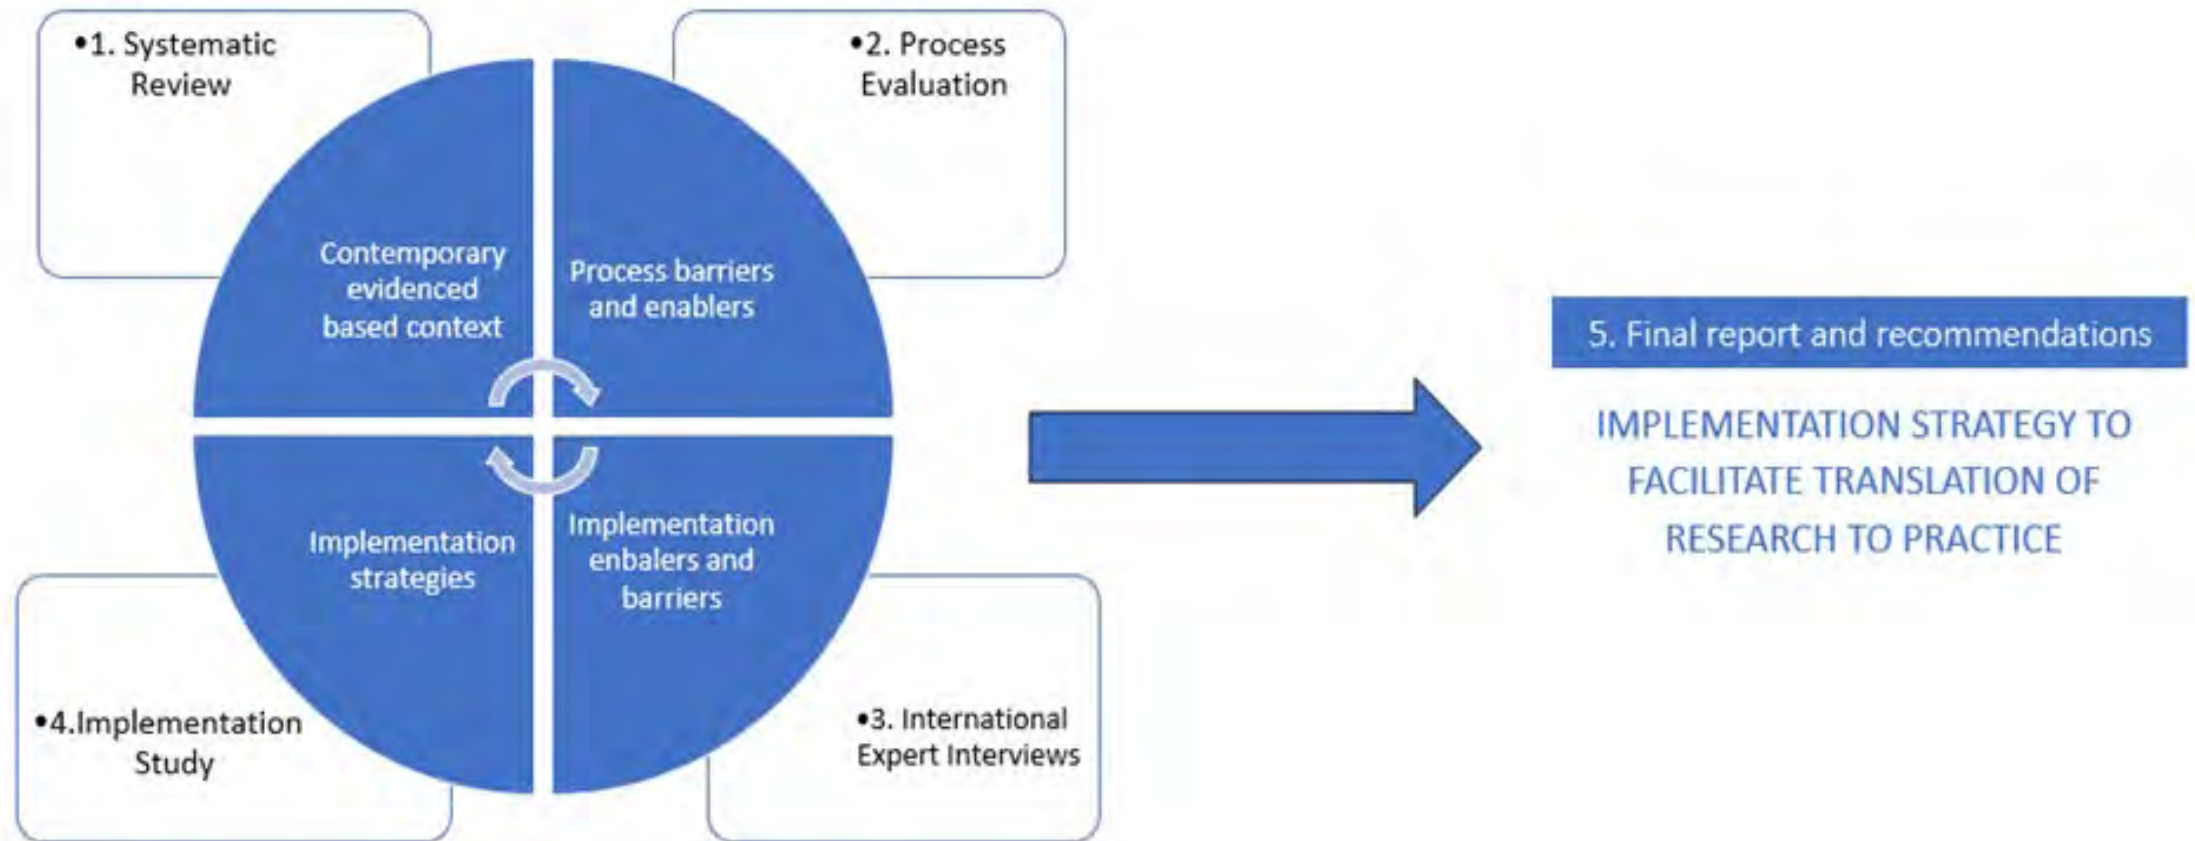 •1. Systematic
Review
Contemporary
evidenced
based context
•2. Process
Evaluation
Process barriers
and enablers
•3. International
Expert Interviews
Implementation
enbalers and
barriers
•4.Implementation
Study
Implementation
strategies
5. Final report and recommendations
IMPLEMENTATION STRATEGY TO
FACILITATE TRANSLATION OF
RESEARCH TO PRACTICE